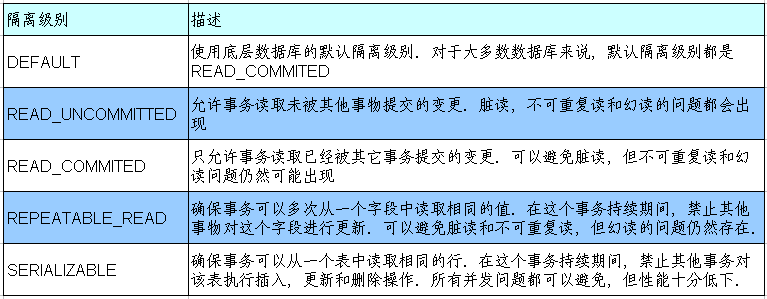 隔离级别 描述
DEFAULT 使用底层数据库的默认隔离级别. 对于大多数数据库来说, 默认隔离级别都是
READ_COMMITED
READ_UNCOMMITTED 允许事务读取未被其他事物提交的变更. 脏读, 不可重复读和幻读的问题都会出
现
READ_COMMITED 只允许事务读取已经被其它事务提交的变更. 可以避免脏读, 但不可重复读和幻
读问题仍然可能出现
REPEATABLE_READ 确保事务可以多次从一个字段中读取相同的值. 在这个事务持续期间, 禁止其他
事物对这个字段进行更新. 可以避免脏读和不可重复读, 但幻读的问题仍然存在.
SERIALIZABLE 确保事务可以从一个表中读取相同的行. 在这个事务持续期间, 禁止其他事务对
该表执行插入, 更新和删除操作. 所有并发问题都可以避免, 但性能十分低下.